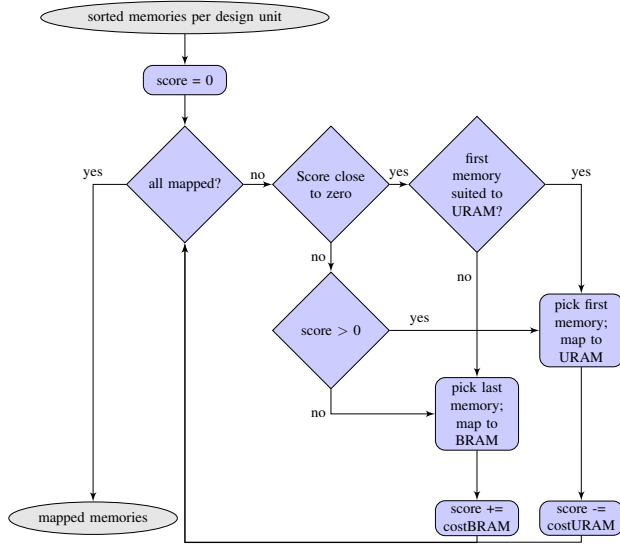 sorted memories per design unit
score = 0
all mapped?
yes
no
Score close
to zero
yes
first
memory
suited to
URAM?
yes
no
no
score > 0
yes
no
pick first
memory;
map to
URAM
pick last
memory;
map to
BRAM
mapped memories
score +=
costBRAM
score -=
costURAM